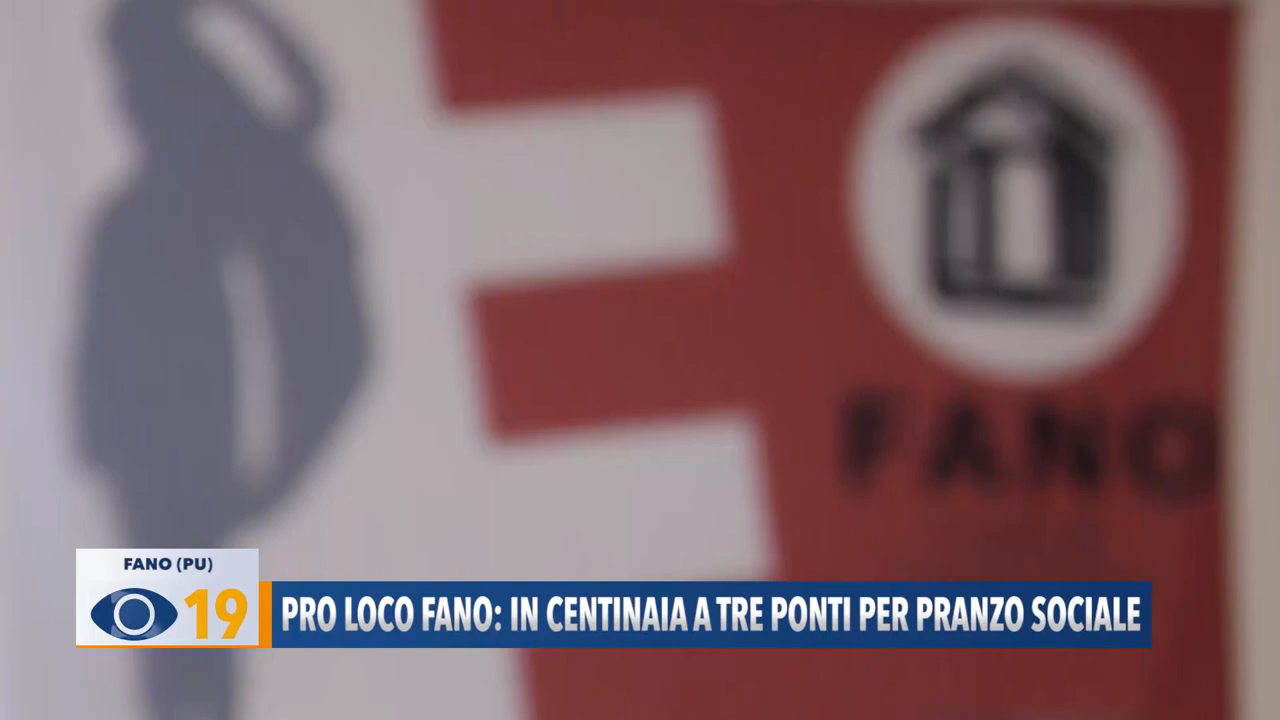 FANO
FANO (PU)
19
PRO LOCO FANO: IN CENTINAIA A TRE PONTI PER PRANZO SOCIALE